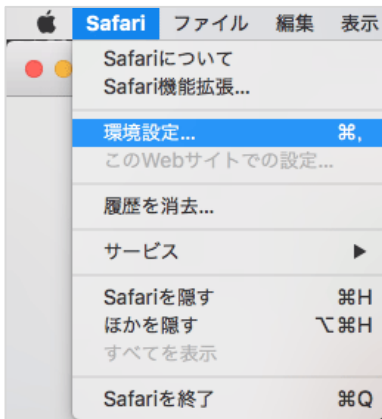 Safari ファイル 編集 表示
Safariについて
Safari機能拡張...
環境設定... ⌘,
このWebサイトでの設定...
履歴を消去...
サービス ▶
Safariを隠す ⌘H
ほかを隠す ⌥⌘H
すべてを表示
Safariを終了 ⌘Q